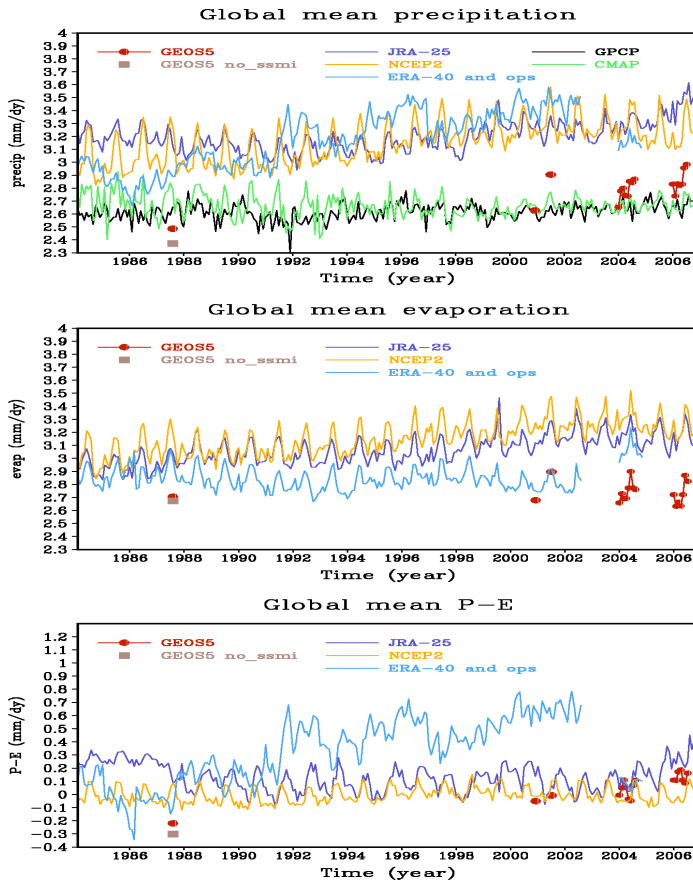 Global mean precipitation
GEOS5 JRA-25 GPCP
GEOS5 no_ssmi NCEP2 CMAP
ERA-40 and ops
precip (mm/dy)
4
3.9
3.8
3.7
3.6
3.5
3.4
3.3
3.2
3.1
3
2.9
2.8
2.7
2.6
2.5
2.4
2.3
1986 1988 1990 1992 1994 1996 1998 2000 2002 2004 2006
Time (year)
Global mean evaporation
GEOS5 JRA-25
GEOS5 no_ssmi NCEP2
ERA-40 and ops
evap (mm/dy)
4
3.9
3.8
3.7
3.6
3.5
3.4
3.3
3.2
3.1
3
2.9
2.8
2.7
2.6
2.5
2.4
2.3
1986 1988 1990 1992 1994 1996 1998 2000 2002 2004 2006
Time (year)
Global mean P-E
GEOS5 JRA-25
GEOS5 no_ssmi NCEP2
ERA-40 and ops
P-E (mm/dy)
1.2
1.1
1
0.9
0.8
0.7
0.6
0.5
0.4
0.3
0.2
0.1
0
-0.1
-0.2
-0.3
-0.4
1986 1988 1990 1992 1994 1996 1998 2000 2002 2004 2006
Time (year)